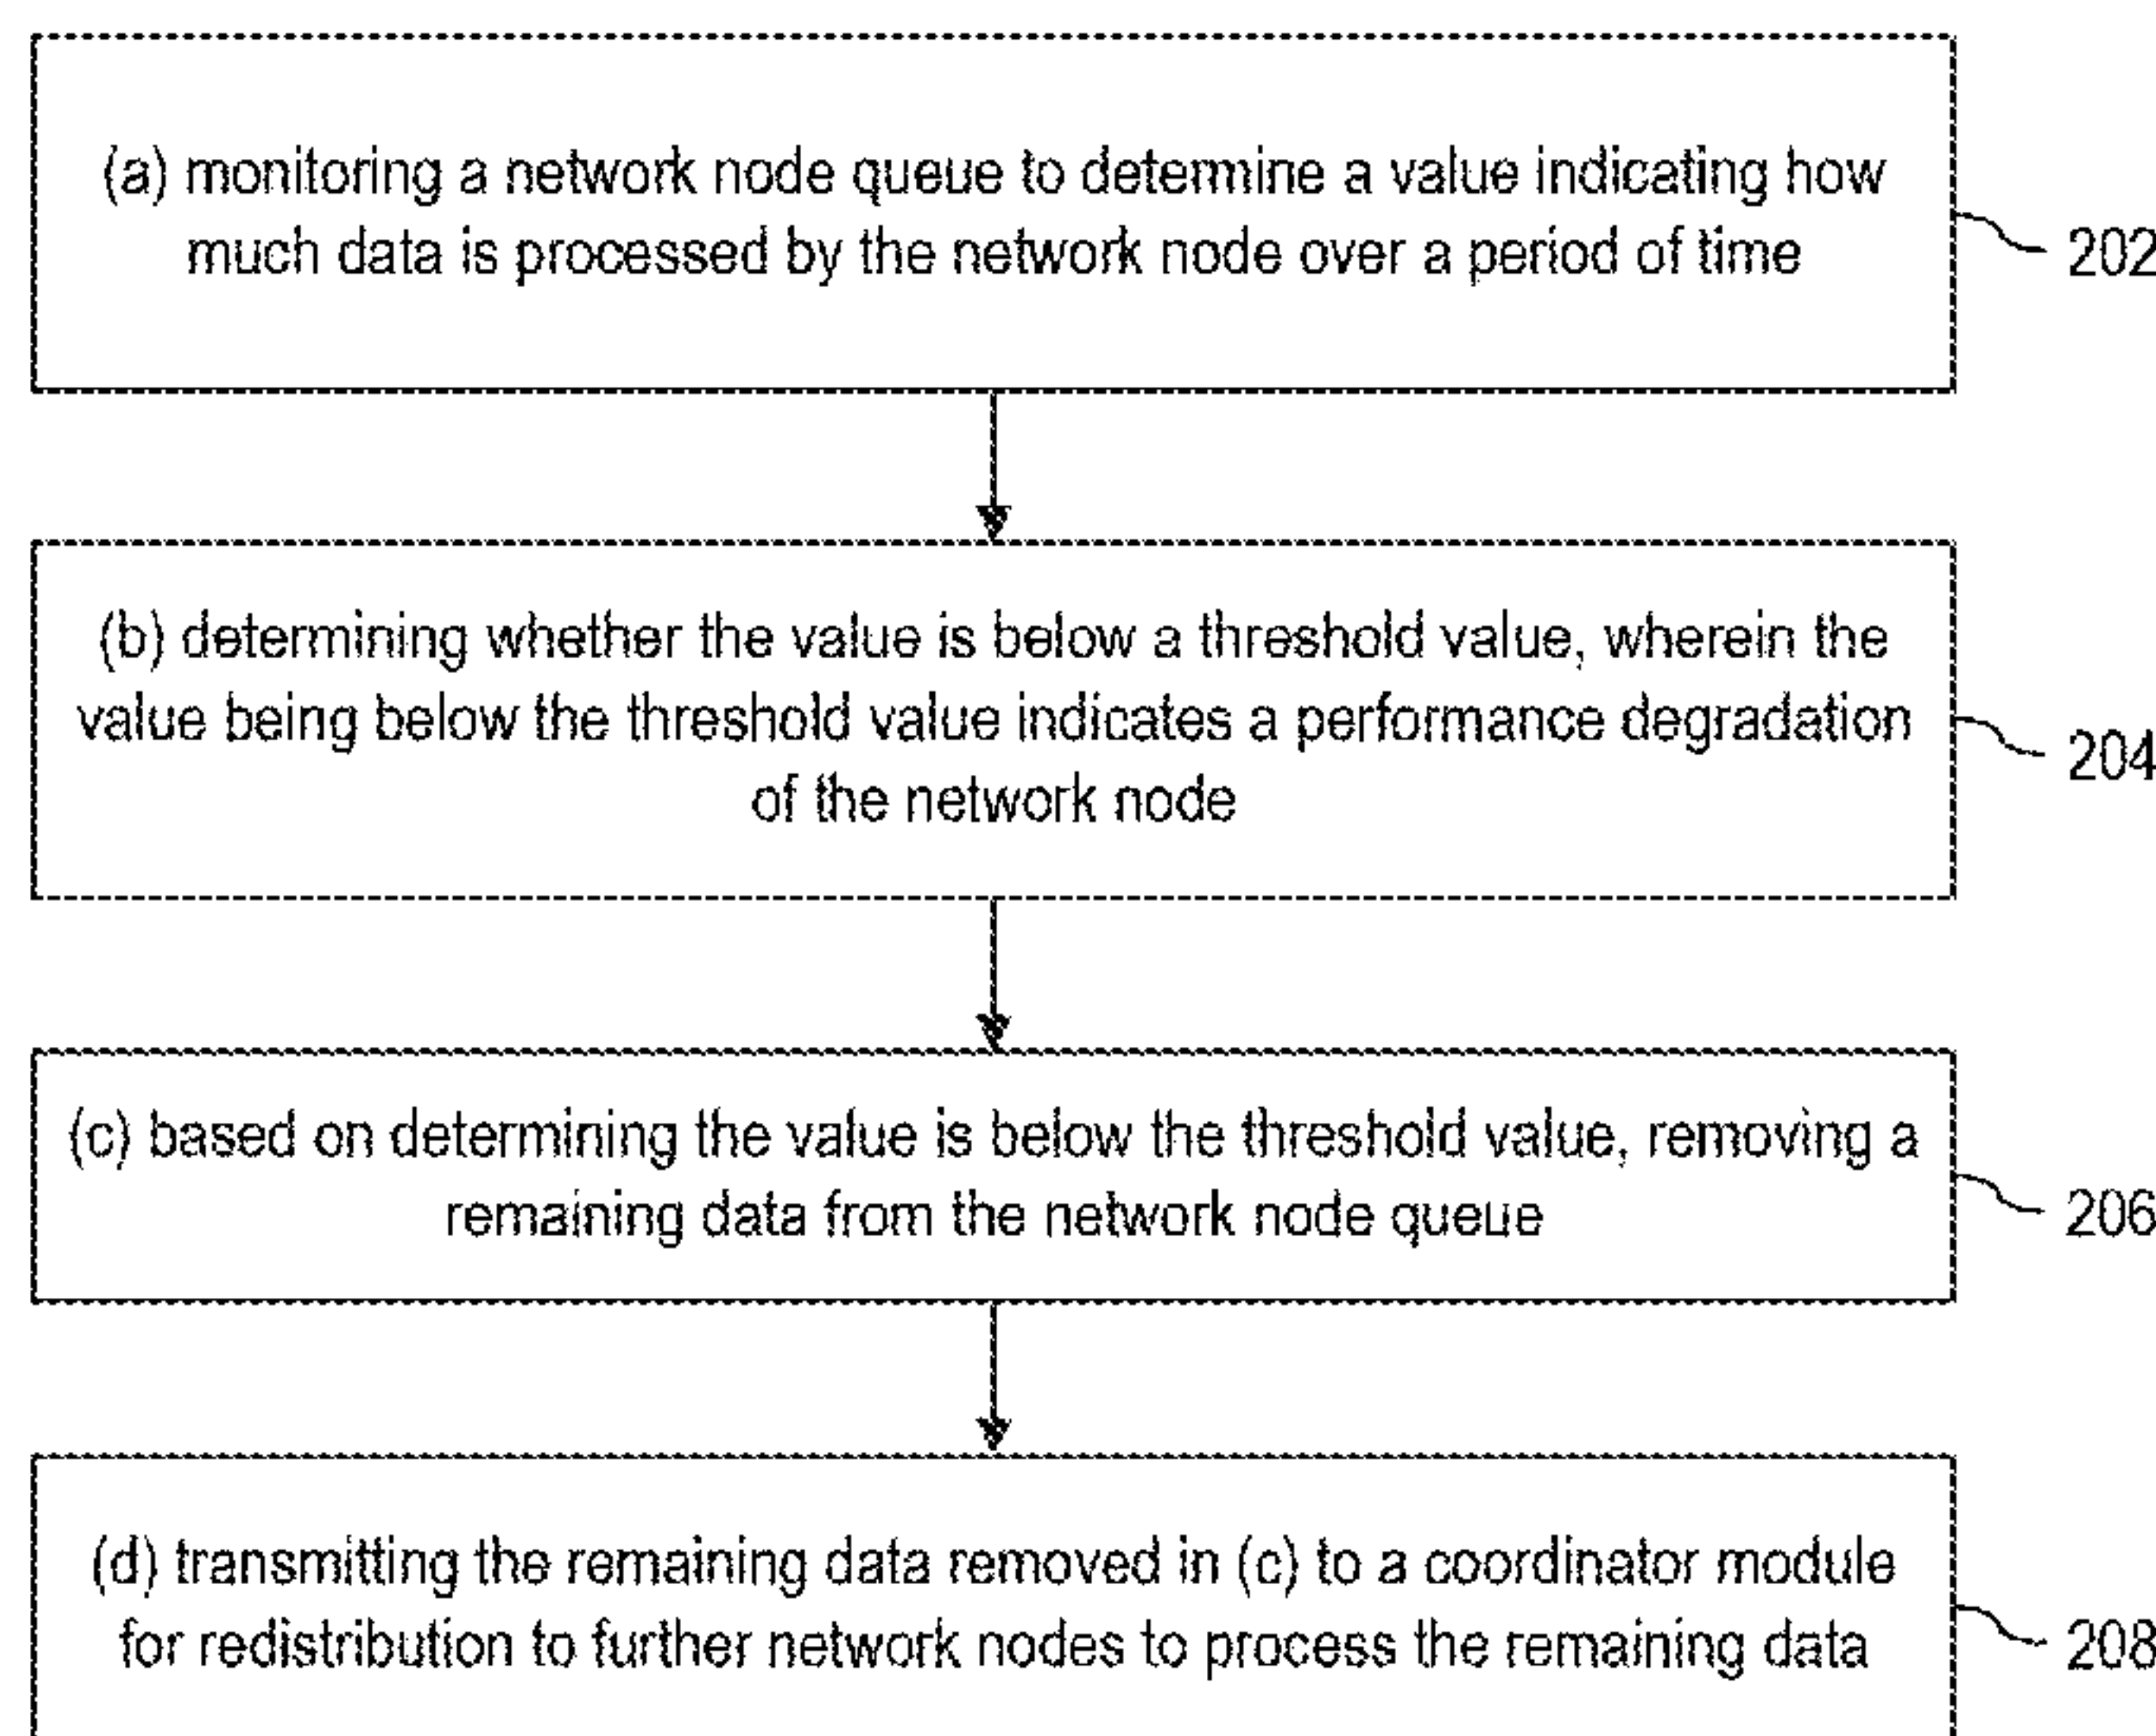 (a) monitoring a network node queue to determine a value indicating how
much data is processed by the network node over a period of time
202
(b) determining whether the value is below a threshold value, wherein the
value being below the threshold value indicates a performance degradation
of the network node
204
(c) based on determining the value is below the threshold value, removing a
remaining data from the network node queue
206
(d) transmitting the remaining data removed in (c) to a coordinator module
for redistribution to further network nodes to process the remaining data
208